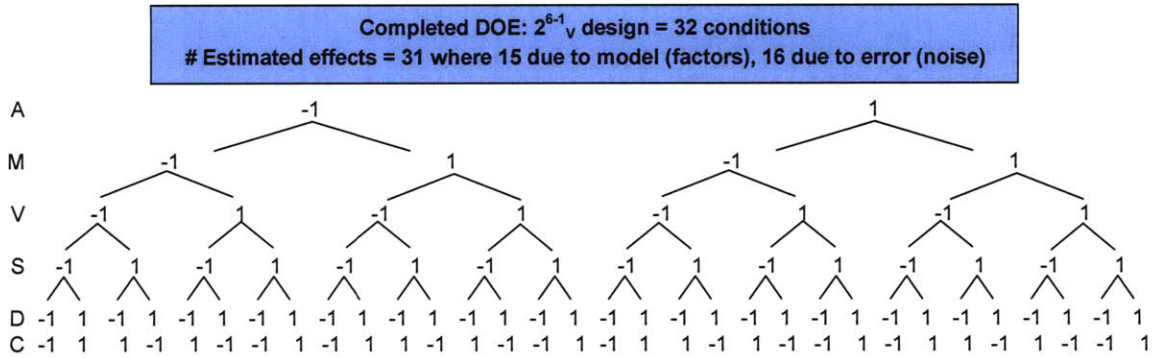 Completed DOE: 2^6-1_V design = 32 conditions
# Estimated effects = 31 where 15 due to model (factors), 16 due to error (noise)
A -1 1
M -1 1 -1 1
V -1 1 -1 1 -1 1 -1 1
S -1 1 -1 1 -1 1 -1 1 -1 1 -1 1 -1 1 -1 1
D -1 1 -1 1 -1 1 -1 1 -1 1 -1 1 -1 1 -1 1 -1 1 -1 1 -1 1 -1 1 -1 1 -1 1 -1 1 -1 1
C -1 1 1 -1 1 -1 -1 1 -1 1 1 -1 1 -1 -1 1 -1 1 1 -1 1 -1 -1 1 -1 1 1 -1 1 -1 -1 1